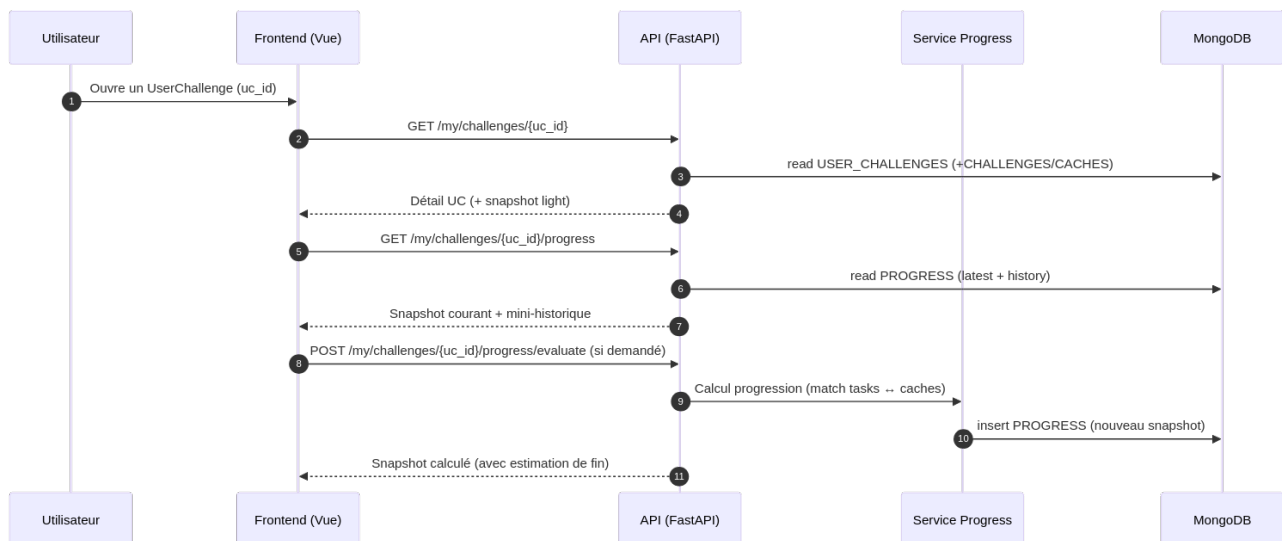 Utilisateur
Frontend (Vue)
API (FastAPI)
Service Progress
MongoDB
1
Ouvre un UserChallenge (uc_id)
2
GET /my/challenges/{uc_id}
3
read USER_CHALLENGES (+CHALLENGES/CACHES)
4
Détail UC (+ snapshot light)
5
GET /my/challenges/{uc_id}/progress
6
read PROGRESS (latest + history)
7
Snapshot courant + mini-historique
8
POST /my/challenges/{uc_id}/progress/evaluate (si demandé)
9
Calcul progression (match tasks ↔ caches)
10
insert PROGRESS (nouveau snapshot)
11
Snapshot calculé (avec estimation de fin)
Utilisateur
Frontend (Vue)
API (FastAPI)
Service Progress
MongoDB